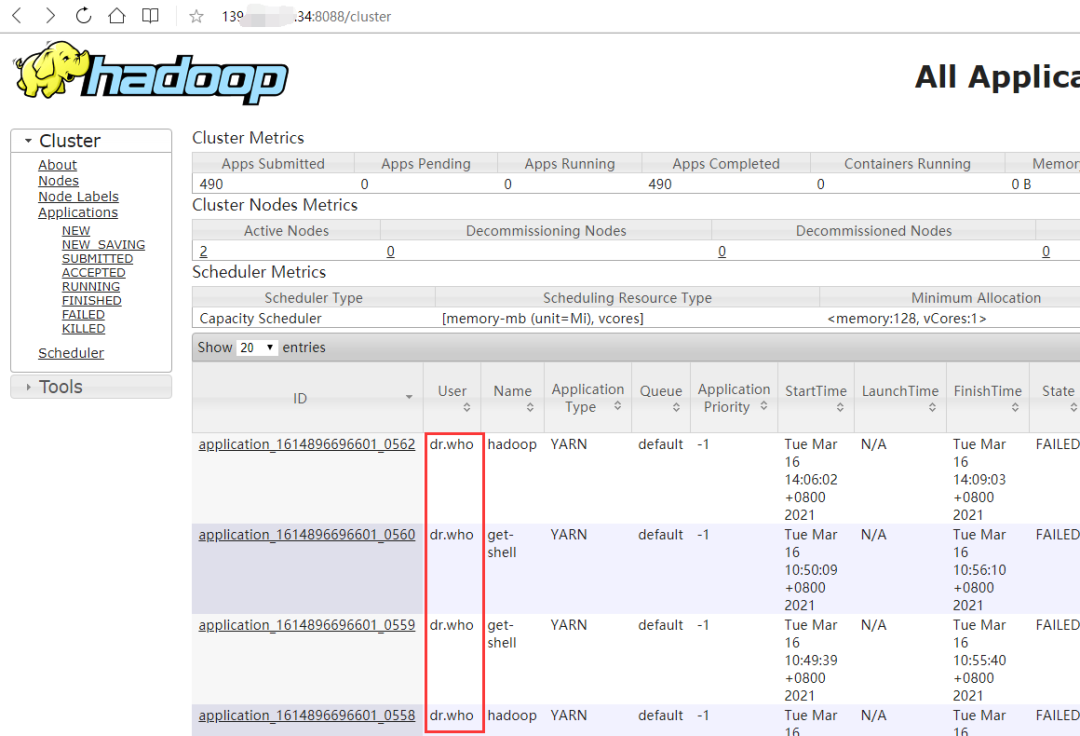 139 .34:8088/cluster
hadoop
All Applica
Cluster
About
Nodes
Node Labels
Applications
NEW
NEW_SAVING
SUBMITTED
ACCEPTED
RUNNING
FINISHED
FAILED
KILLED
Scheduler
Tools
Cluster Metrics
Apps Submitted Apps Pending Apps Running Apps Completed Containers Running Memor
490 0 0 490 0 0 B
Cluster Nodes Metrics
Active Nodes Decommissioning Nodes Decommissioned Nodes
2 0 0 0
Scheduler Metrics
Scheduler Type Scheduling Resource Type Minimum Allocation
Capacity Scheduler [memory-mb (unit=Mi), vcores] <memory:128, vCores:1>
Show 20 entries
ID User Name Application Type Queue Application Priority StartTime LaunchTime FinishTime State
application_1614896696601_0562 dr.who hadoop YARN default -1 Tue Mar N/A Tue Mar FAILED
16 16
14:06:02 14:09:03
+0800 +0800
2021 2021
application_1614896696601_0560 dr.who get- YARN default -1 Tue Mar N/A Tue Mar FAILED
shell 16 16
10:50:09 10:56:10
+0800 +0800
2021 2021
application_1614896696601_0559 dr.who get- YARN default -1 Tue Mar N/A Tue Mar FAILED
shell 16 16
10:49:39 10:55:40
+0800 +0800
2021 2021
application_1614896696601_0558 dr.who hadoop YARN default -1 Tue Mar N/A Tue Mar FAILED
16 16